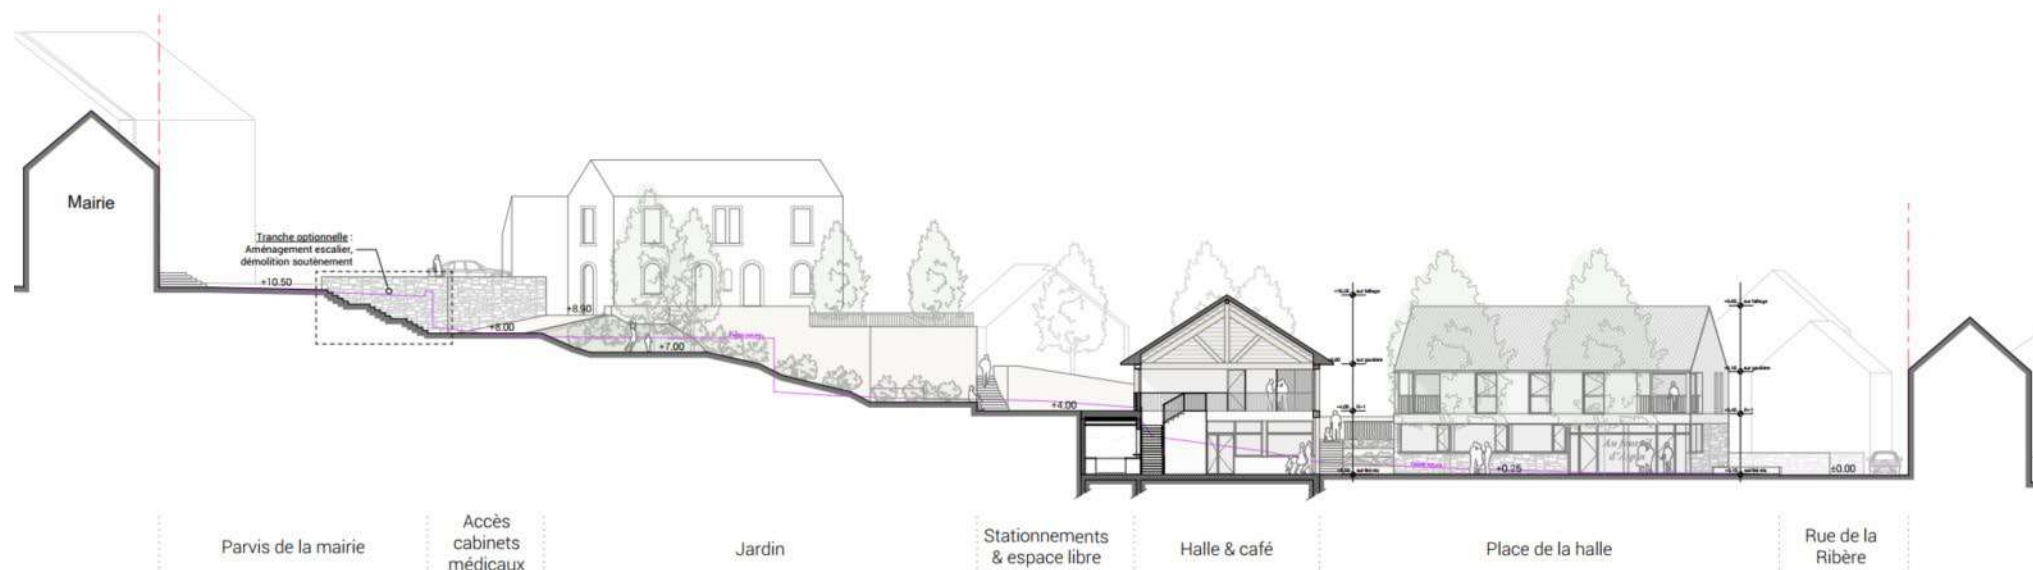 Mairie
Tranche optionnelle :
Aménagement escalier,
démolition soutènement
+10.50
+8.90
+8.00
+7.00
+4.00
+0.25
±0.00
Parvis de la mairie
Accès
cabinets
médicaux
Jardin
Stationnements
& espace libre
Halle & café
Place de la halle
Rue de la
Ribère